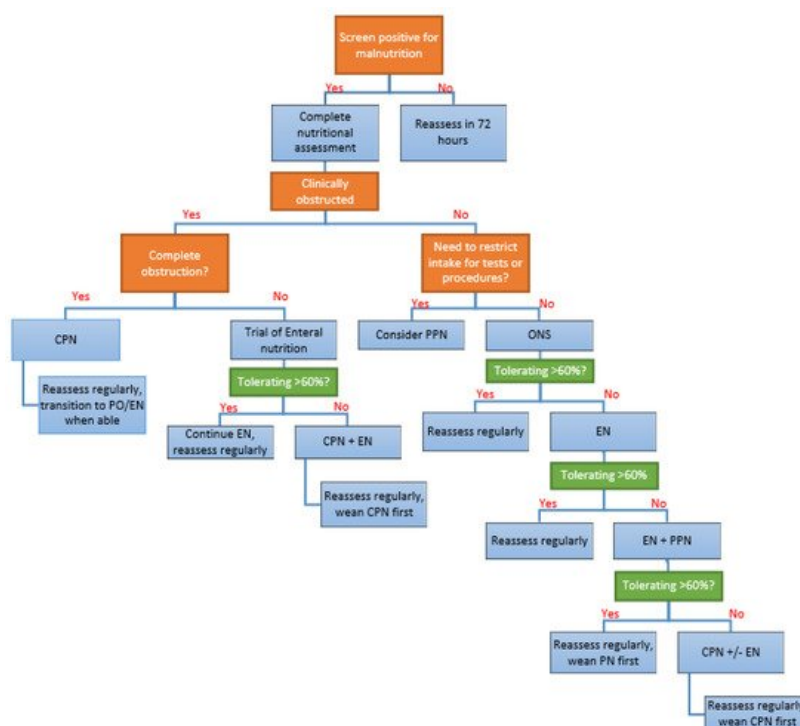 Screen positive for
malnutrition
Yes
No
Complete
nutritional
assessment
Reassess in 72
hours
Clinically
obstructed
Yes
No
Complete
obstruction?
Need to restrict
intake for tests or
procedures?
Yes
No
Yes
No
CPN
Trial of Enteral
nutrition
Consider PPN
ONS
Reassess regularly,
transition to PO/EN
when able
Tolerating >60%?
Tolerating >60%?
Yes
No
Yes
No
Continue EN,
reassess regularly
CPN + EN
Reassess regularly
EN
Reassess regularly,
wean CPN first
Tolerating >60%
Yes
No
Reassess regularly
EN + PPN
Tolerating >60%?
Yes
No
Reassess regularly,
wean PN first
CPN +/- EN
Reassess regularly
wean CPN first